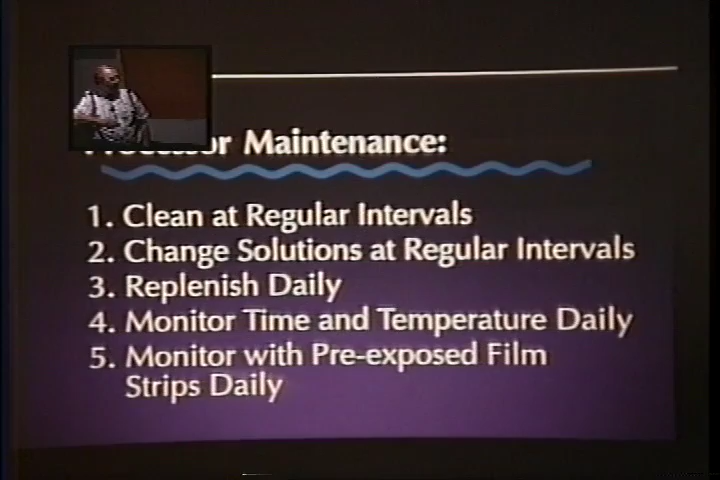 Processor Maintenance:
1. Clean at Regular Intervals
2. Change Solutions at Regular Intervals
3. Replenish Daily
4. Monitor Time and Temperature Daily
5. Monitor with Pre-exposed Film
Strips Daily